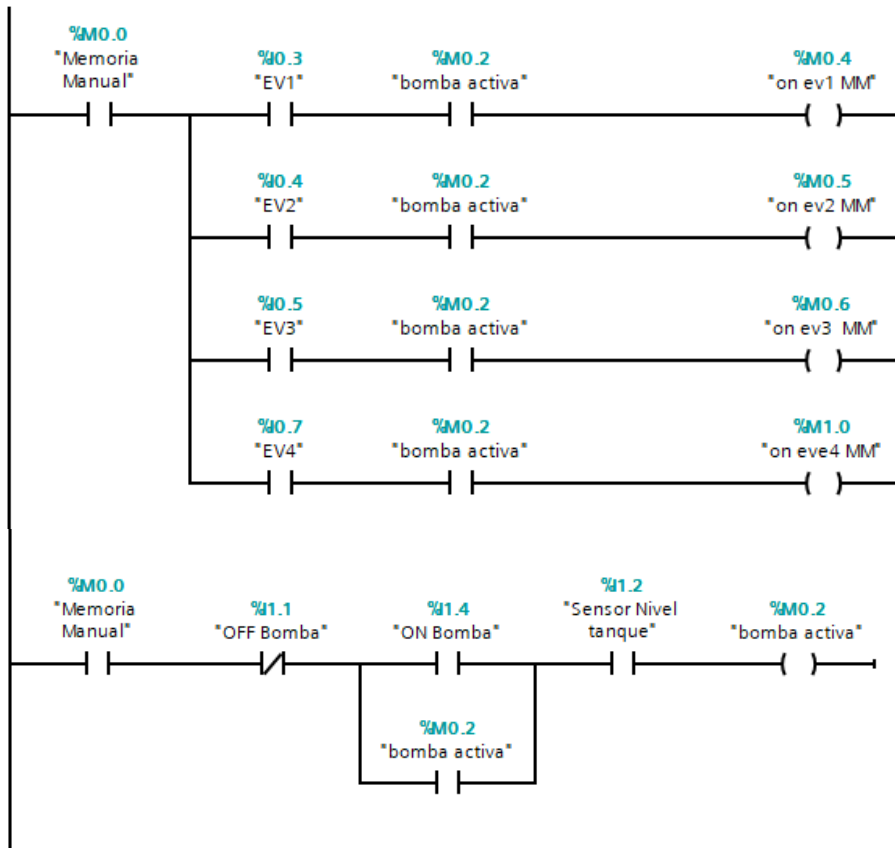 %M0.0
"Memoria
Manual"
%I0.3
"EV1"
%M0.2
"bomba activa"
%M0.4
"on ev1 MM"
%I0.4
"EV2"
%M0.2
"bomba activa"
%M0.5
"on ev2 MM"
%I0.5
"EV3"
%M0.2
"bomba activa"
%M0.6
"on ev3  MM"
%I0.7
"EV4"
%M0.2
"bomba activa"
%M1.0
"on eve4 MM"
%M0.0
"Memoria
Manual"
%I1.1
"OFF Bomba"
%I1.4
"ON Bomba"
%I1.2
"Sensor Nivel
tanque"
%M0.2
"bomba activa"
%M0.2
"bomba activa"